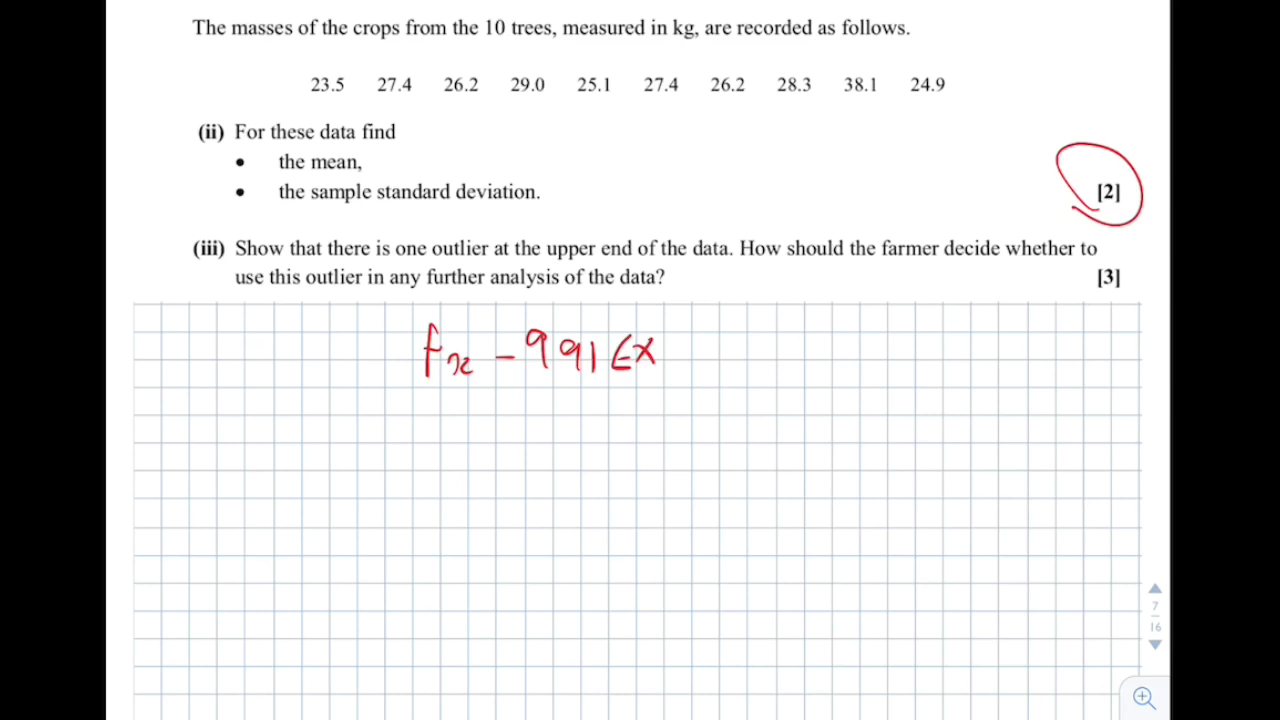 The masses of the crops from the 10 trees, measured in kg, are recorded as follows.
23.5 27.4 26.2 29.0 25.1 27.4 26.2 28.3 38.1 24.9
(ii) For these data find
• the mean,
• the sample standard deviation. [2]
(iii) Show that there is one outlier at the upper end of the data. How should the farmer decide whether to
use this outlier in any further analysis of the data? [3]
fx - 991 EX
7
16